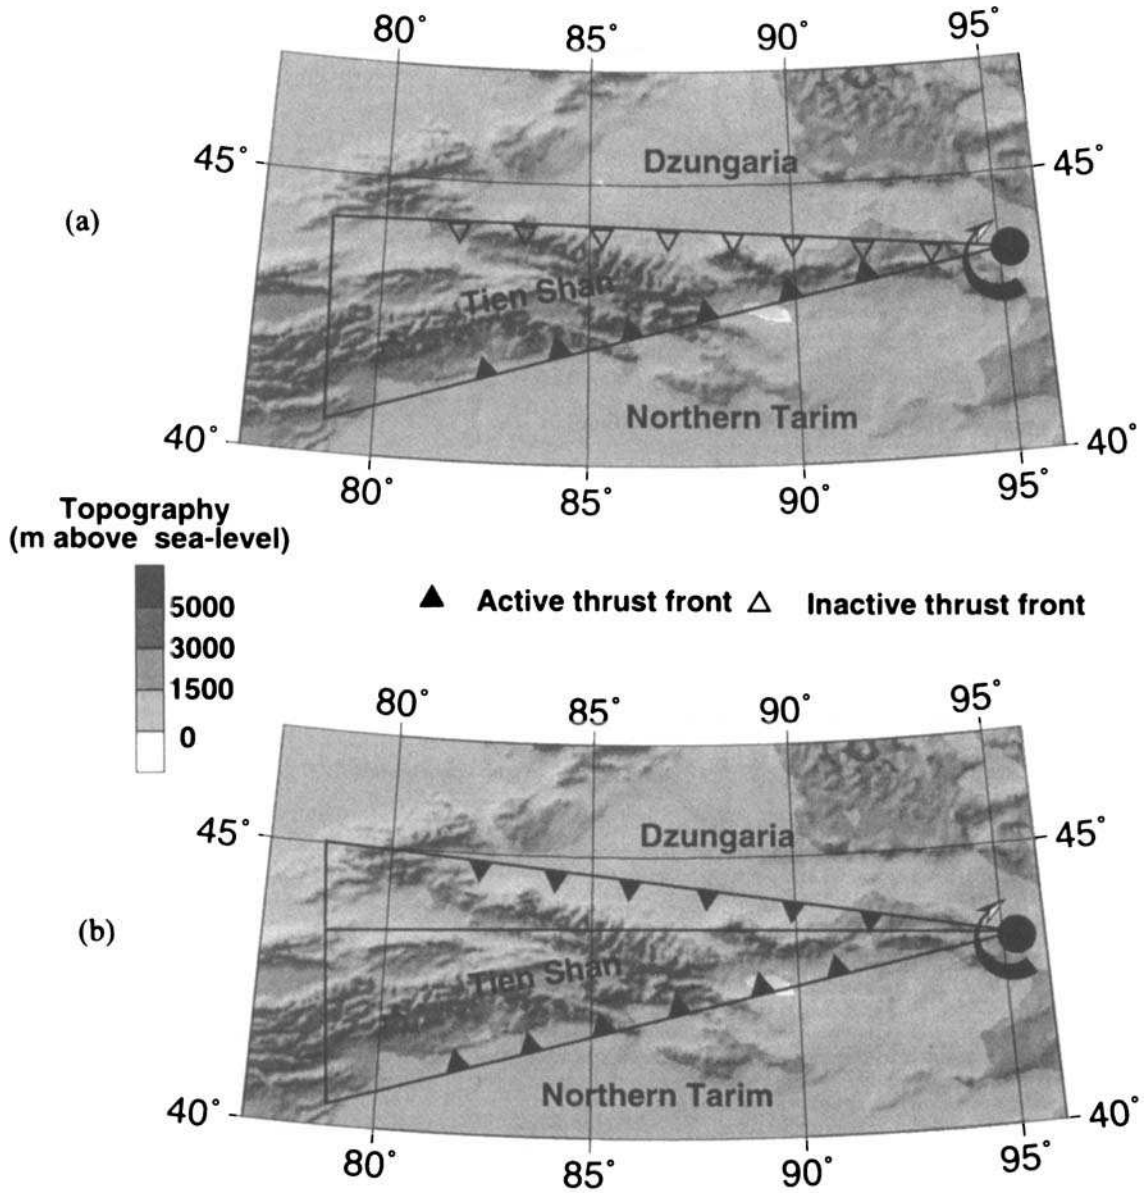 80° 85° 90° 95°
45° Dzungaria 45°
(a)
Tien Shan
Northern Tarim
40° 40°
80° 85° 90° 95°
Topography
(m above sea-level)
5000
3000
1500
0
Active thrust front Inactive thrust front
80° 85° 90° 95°
45° Dzungaria 45°
(b)
Tien Shan
Northern Tarim
40° 40°
80° 85° 90° 95°